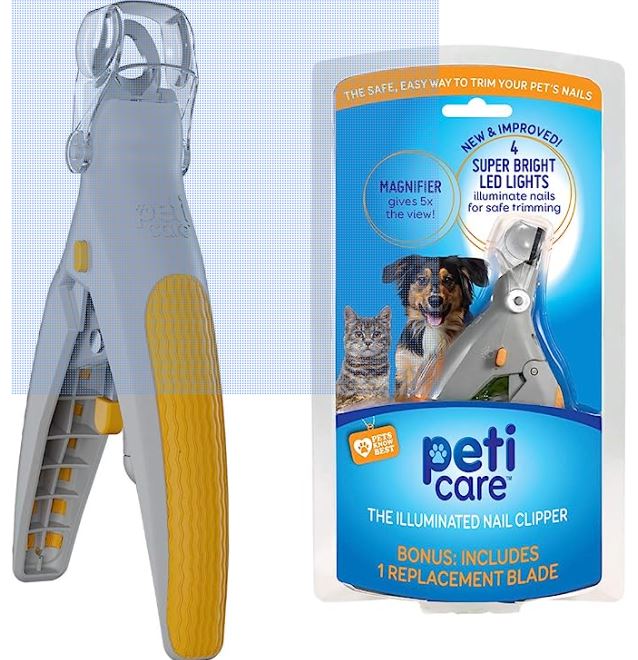 peti
care
THE SAFE, EASY WAY TO TRIM YOUR PET'S NAILS
NEW & IMPROVED!
4
SUPER BRIGHT
LED LIGHTS
illuminate nails
for safe trimming
MAGNIFIER
gives 5x
the view!
PETS
KNOW
BEST
peti
care™
THE ILLUMINATED NAIL CLIPPER
BONUS: INCLUDES
1 REPLACEMENT BLADE